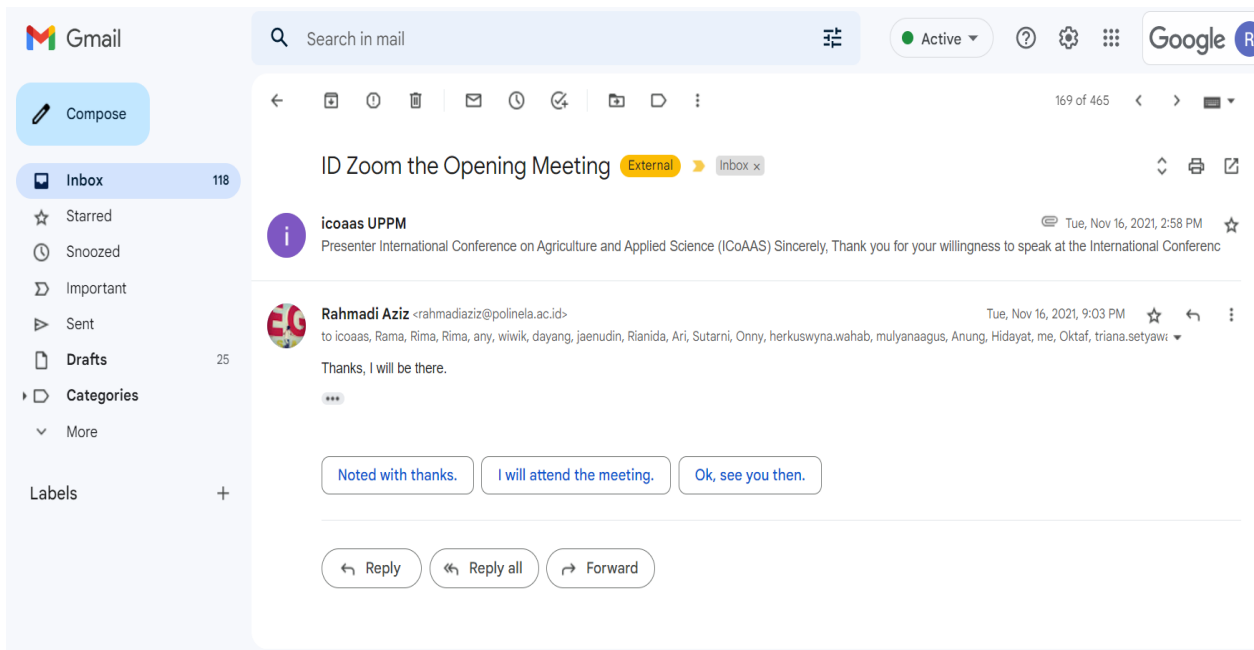 Gmail
Search in mail
Active
Google R
Compose
169 of 465
ID Zoom the Opening Meeting External Inbox x
Inbox 118
Starred
Snoozed
Important
Sent
Drafts 25
Categories
More
Labels
i
icoaas UPPM Tue, Nov 16, 2021, 2:58 PM
Presenter International Conference on Agriculture and Applied Science (ICoAAS) Sincerely, Thank you for your willingness to speak at the International Conferenc
Rahmadi Aziz <rahmadiaziz@polinela.ac.id> Tue, Nov 16, 2021, 9:03 PM
to icoaas, Rama, Rima, Rima, any, wiwik, dayang, jaenudin, Rianida, Ari, Sutarni, Onny, herkuswyna.wahab, mulyanaagus, Anung, Hidayat, me, Oktaf, triana.setyawa
Thanks, I will be there.
Noted with thanks. I will attend the meeting. Ok, see you then.
Reply Reply all Forward